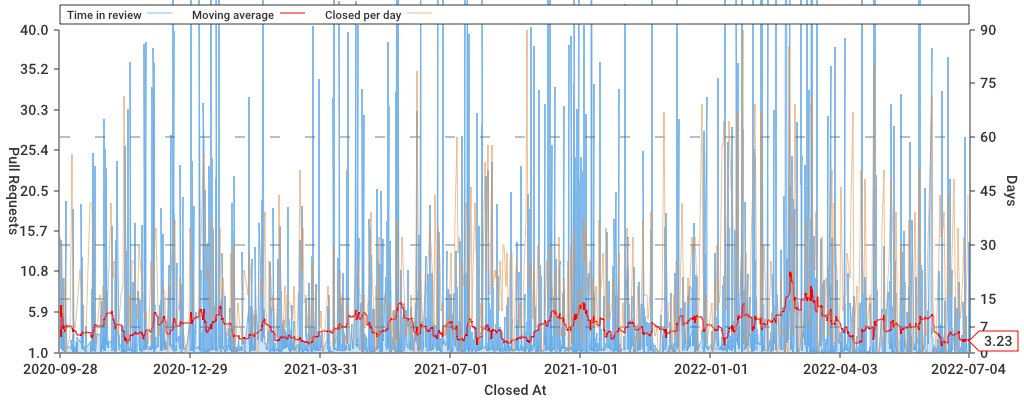 Time in review Moving average Closed per day
40.0 90
35.2 75
30.3
25.4 60
20.5 45
15.7 30
10.8
5.9 15
7
1.0 0
3.23
Pull Requests
Days
2020-09-28 2020-12-29 2021-03-31 2021-07-01 2021-10-01 2022-01-01 2022-04-03 2022-07-04
Closed At